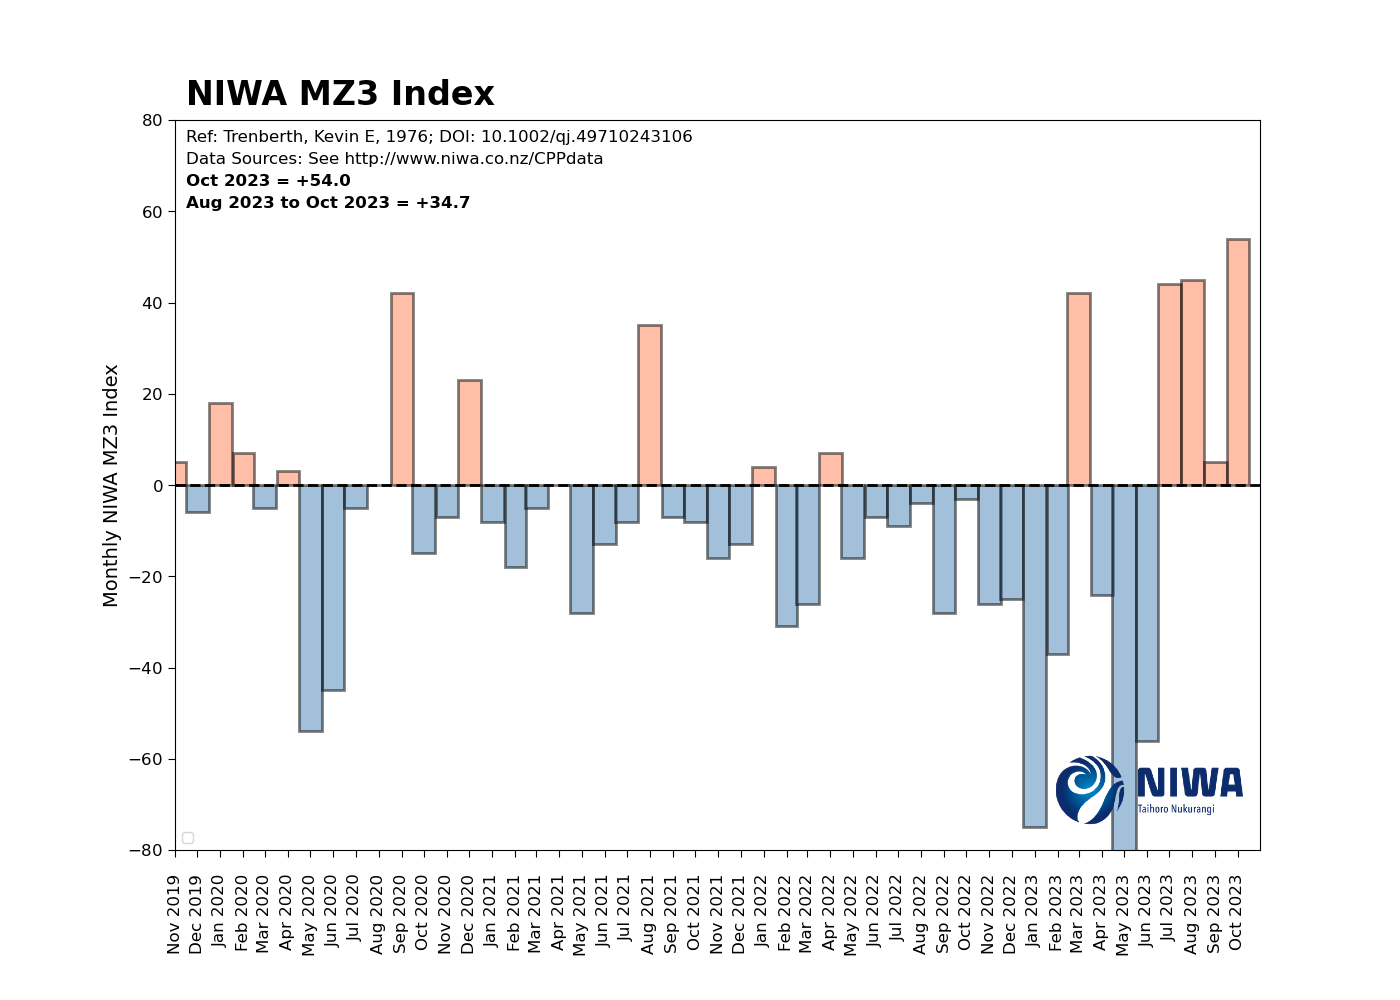 NIWA MZ3 Index
Ref: Trenberth, Kevin E, 1976; DOI: 10.1002/qj.49710243106
Data Sources: See http://www.niwa.co.nz/CPPdata
Oct 2023 = +54.0
Aug 2023 to Oct 2023 = +34.7
Monthly NIWA MZ3 Index
80
60
40
20
0
−20
−40
−60
−80
NIWA
Taihoro Nukurangi
Nov 2019
Dec 2019
Jan 2020
Feb 2020
Mar 2020
Apr 2020
May 2020
Jun 2020
Jul 2020
Aug 2020
Sep 2020
Oct 2020
Nov 2020
Dec 2020
Jan 2021
Feb 2021
Mar 2021
Apr 2021
May 2021
Jun 2021
Jul 2021
Aug 2021
Sep 2021
Oct 2021
Nov 2021
Dec 2021
Jan 2022
Feb 2022
Mar 2022
Apr 2022
May 2022
Jun 2022
Jul 2022
Aug 2022
Sep 2022
Oct 2022
Nov 2022
Dec 2022
Jan 2023
Feb 2023
Mar 2023
Apr 2023
May 2023
Jun 2023
Jul 2023
Aug 2023
Sep 2023
Oct 2023